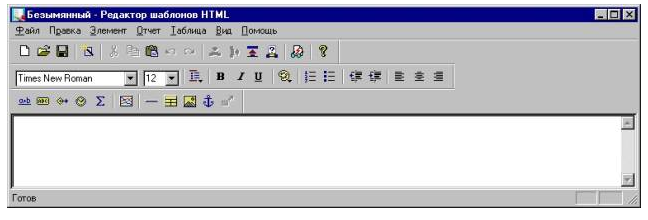 Безымянный - Редактор шаблонов HTML
Файл Правка Элемент Отчет Таблица Вид Помощь
Times New Roman 12 B I U
Готов